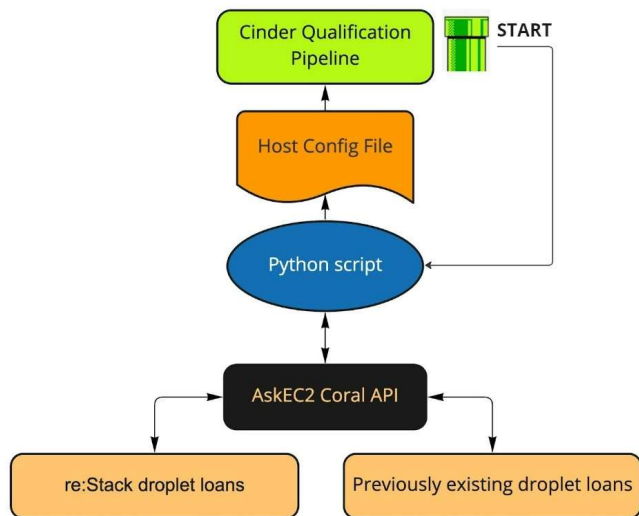 Cinder Qualification
Pipeline
START
Host Config File
Python script
AskEC2 Coral API
re:Stack droplet loans
Previously existing droplet loans